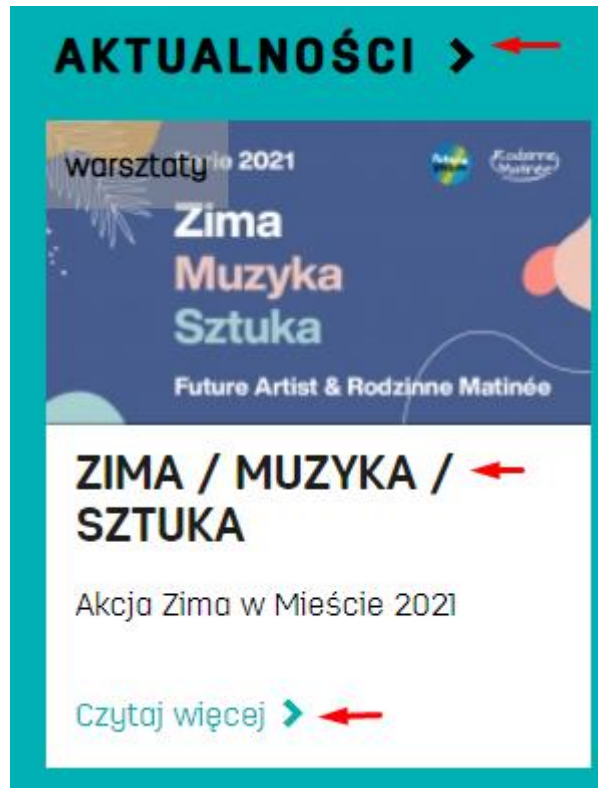 AKTUALNOŚCI >
warsztaty 2021
Zima
Muzyka
Sztuka
Future Artist & Rodzinne Matinée
ZIMA / MUZYKA /
SZTUKA
Akcja Zima w Mieście 2021
Czytaj więcej >